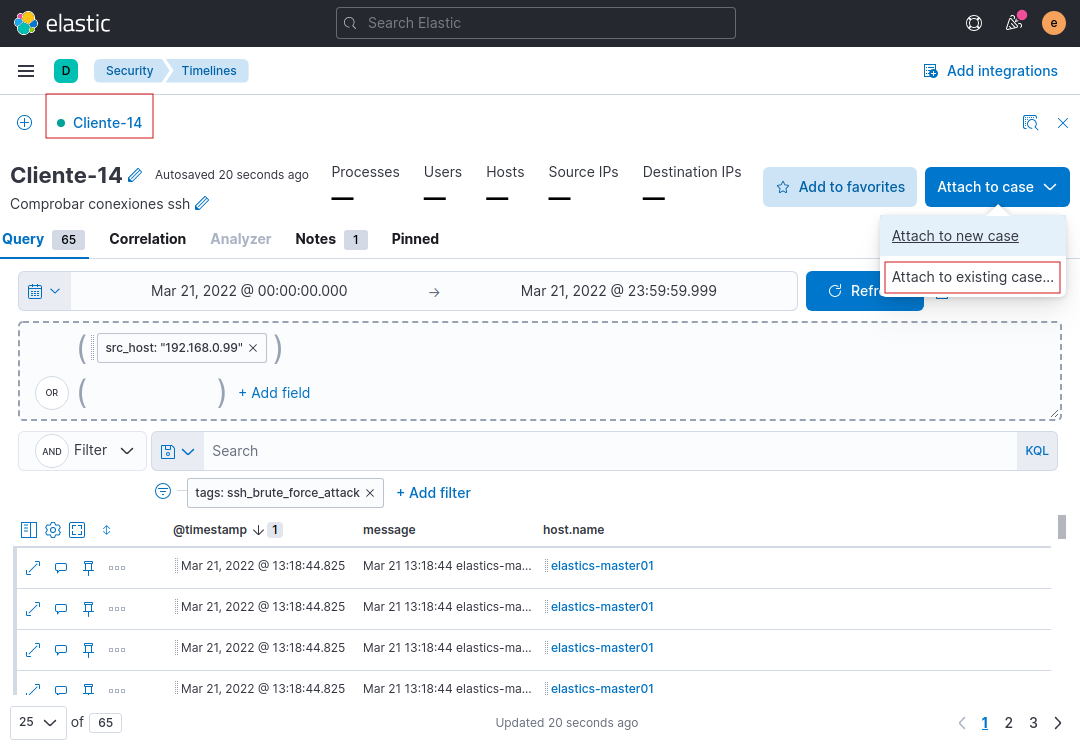 elastic
Search Elastic
e
D
Security
Timelines
Add integrations
Cliente-14
Cliente-14
Autosaved 20 seconds ago
Comprobar conexiones ssh
Processes
Users
Hosts
Source IPs
Destination IPs
Add to favorites
Attach to case
Attach to new case
Attach to existing case...
Query 65
Correlation
Analyzer
Notes 1
Pinned
Mar 21, 2022 @ 00:00:00.000 → Mar 21, 2022 @ 23:59:59.999
( src_host: "192.168.0.99" × )
OR ( ) + Add field
AND Filter
Search
KQL
tags: ssh_brute_force_attack × + Add filter
@timestamp ↓ 1 message host.name
Mar 21, 2022 @ 13:18:44.825 Mar 21 13:18:44 elastics-ma... elastics-master01
Mar 21, 2022 @ 13:18:44.825 Mar 21 13:18:44 elastics-ma... elastics-master01
Mar 21, 2022 @ 13:18:44.825 Mar 21 13:18:44 elastics-ma... elastics-master01
Mar 21, 2022 @ 13:18:44.825 Mar 21 13:18:44 elastics-ma... elastics-master01
25 of 65
Updated 20 seconds ago
1 2 3